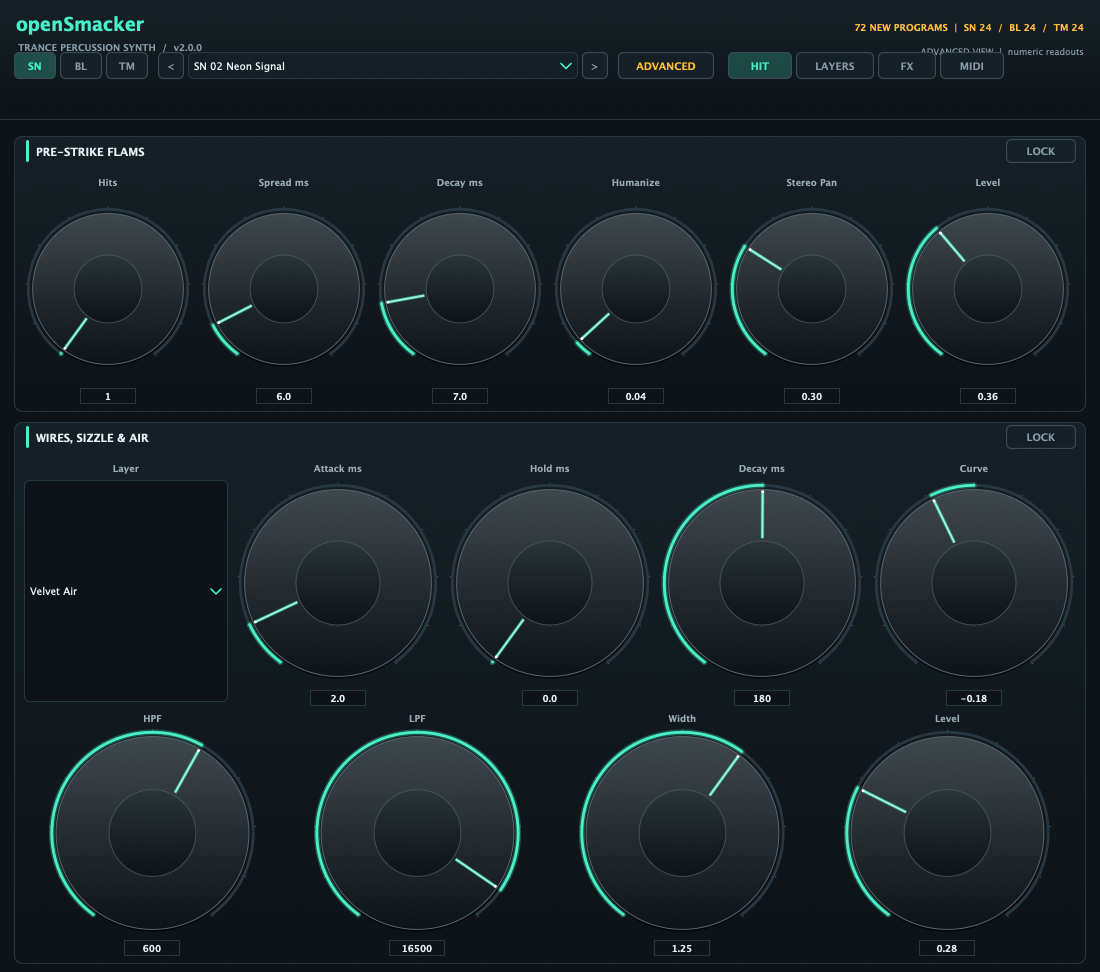 openSmacker
72 NEW PROGRAMS | SN 24 / BL 24 / TM 24
TRANCE PERCUSSION SYNTH / v2.0.0
ADVANCED VIEW | numeric readouts
SN BL TM < SN 02 Neon Signal > ADVANCED HIT LAYERS FX MIDI
PRE-STRIKE FLAMS LOCK
Hits Spread ms Decay ms Humanize Stereo Pan Level
1 6.0 7.0 0.04 0.30 0.36
WIRES, SIZZLE & AIR LOCK
Layer Attack ms Hold ms Decay ms Curve
Velvet Air
2.0 0.0 180 -0.18
HPF LPF Width Level
600 16500 1.25 0.28